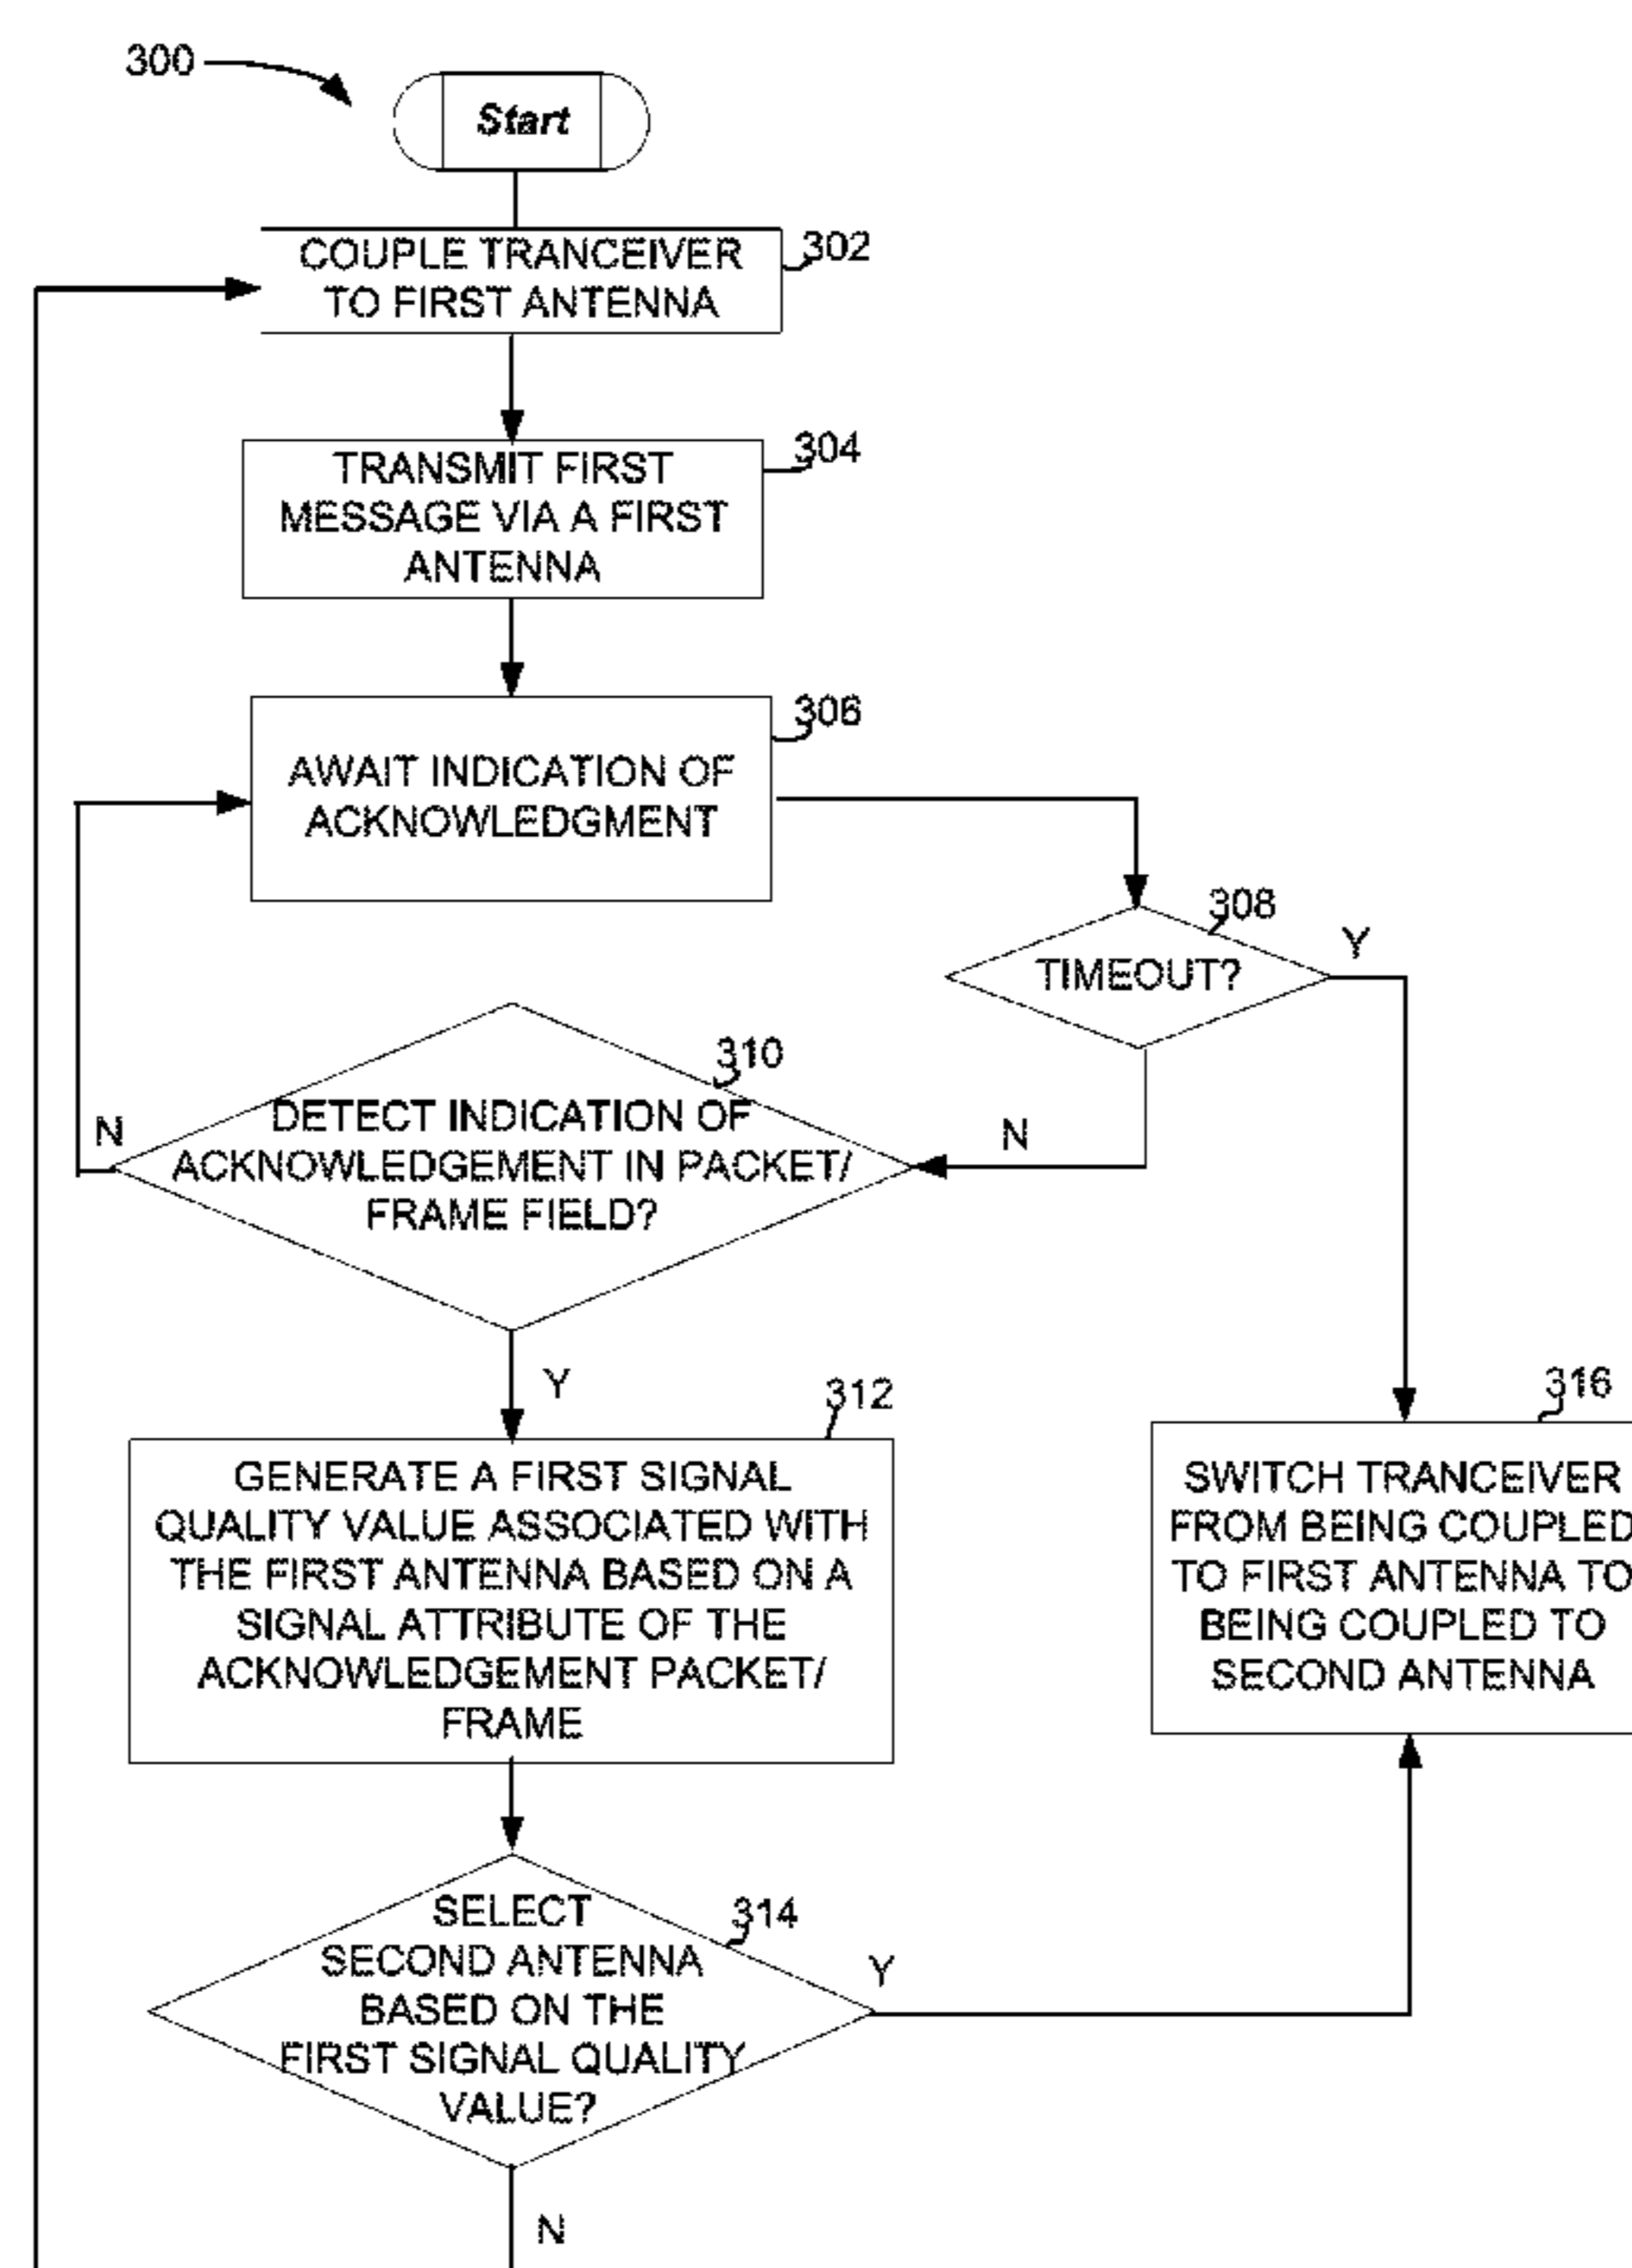 300
Start
COUPLE TRANCEIVER
TO FIRST ANTENNA
302
TRANSMIT FIRST
MESSAGE VIA A FIRST
ANTENNA
304
AWAIT INDICATION OF
ACKNOWLEDGMENT
306
TIMEOUT?
308
Y
N
DETECT INDICATION OF
ACKNOWLEDGEMENT IN PACKET/
FRAME FIELD?
310
N
Y
GENERATE A FIRST SIGNAL
QUALITY VALUE ASSOCIATED WITH
THE FIRST ANTENNA BASED ON A
SIGNAL ATTRIBUTE OF THE
ACKNOWLEDGEMENT PACKET/
FRAME
312
SWITCH TRANCEIVER
FROM BEING COUPLED
TO FIRST ANTENNA TO
BEING COUPLED TO
SECOND ANTENNA
316
SELECT
SECOND ANTENNA
BASED ON THE
FIRST SIGNAL QUALITY
VALUE?
314
Y
N